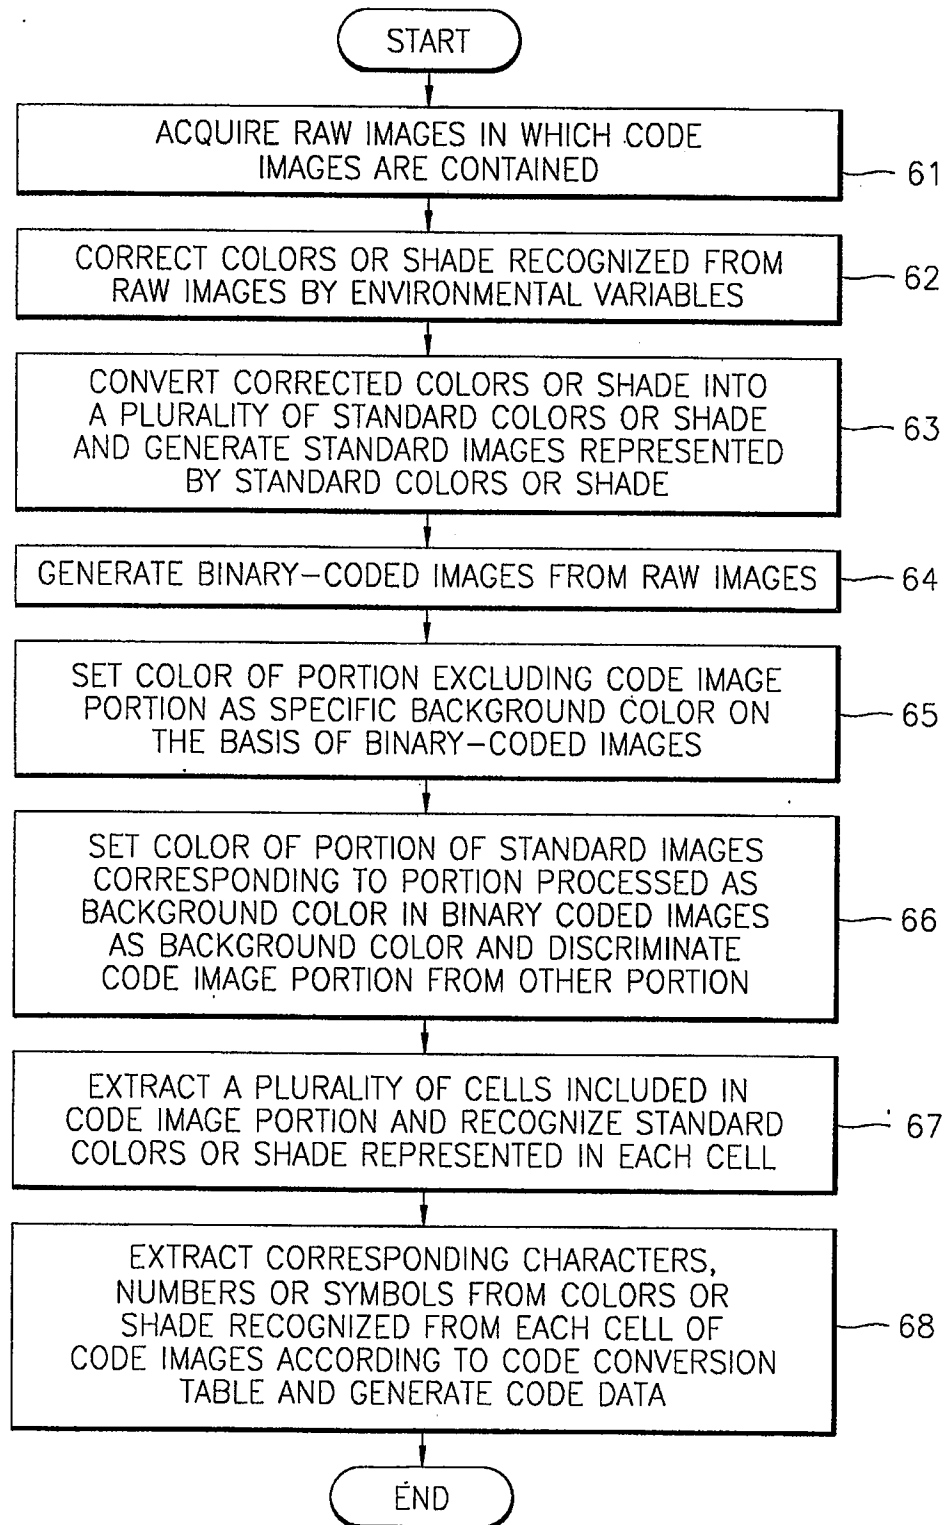 START
ACQUIRE RAW IMAGES IN WHICH CODE
IMAGES ARE CONTAINED
61
CORRECT COLORS OR SHADE RECOGNIZED FROM
RAW IMAGES BY ENVIRONMENTAL VARIABLES
62
CONVERT CORRECTED COLORS OR SHADE INTO
A PLURALITY OF STANDARD COLORS OR SHADE
AND GENERATE STANDARD IMAGES REPRESENTED
BY STANDARD COLORS OR SHADE
63
GENERATE BINARY-CODED IMAGES FROM RAW IMAGES
64
SET COLOR OF PORTION EXCLUDING CODE IMAGE
PORTION AS SPECIFIC BACKGROUND COLOR ON
THE BASIS OF BINARY-CODED IMAGES
65
SET COLOR OF PORTION OF STANDARD IMAGES
CORRESPONDING TO PORTION PROCESSED AS
BACKGROUND COLOR IN BINARY CODED IMAGES
AS BACKGROUND COLOR AND DISCRIMINATE
CODE IMAGE PORTION FROM OTHER PORTION
66
EXTRACT A PLURALITY OF CELLS INCLUDED IN
CODE IMAGE PORTION AND RECOGNIZE STANDARD
COLORS OR SHADE REPRESENTED IN EACH CELL
67
EXTRACT CORRESPONDING CHARACTERS,
NUMBERS OR SYMBOLS FROM COLORS OR
SHADE RECOGNIZED FROM EACH CELL OF
CODE IMAGES ACCORDING TO CODE CONVERSION
TABLE AND GENERATE CODE DATA
68
END